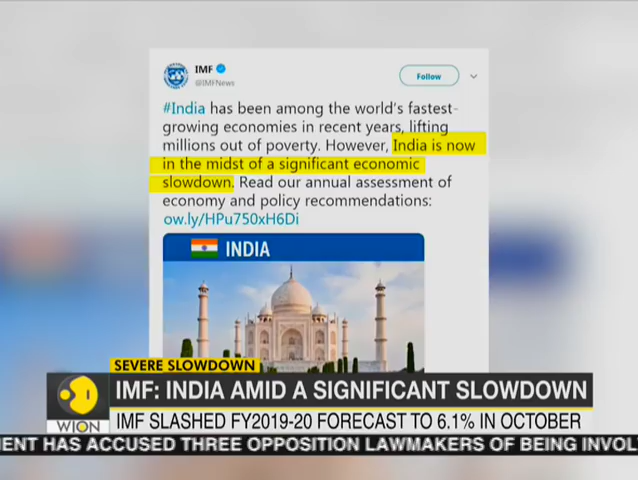 IMF
@IMFNews
Follow
#India has been among the world's fastest-
growing economies in recent years, lifting
millions out of poverty. However, India is now
in the midst of a significant economic
slowdown. Read our annual assessment of
economy and policy recommendations:
ow.ly/HPu750xH6Di
INDIA
SEVERE SLOWDOWN
IMF: INDIA AMID A SIGNIFICANT SLOWDOWN
WION
IMF SLASHED FY2019-20 FORECAST TO 6.1% IN OCTOBER
ENT HAS ACCUSED THREE OPPOSITION LAWMAKERS OF BEING INVOL